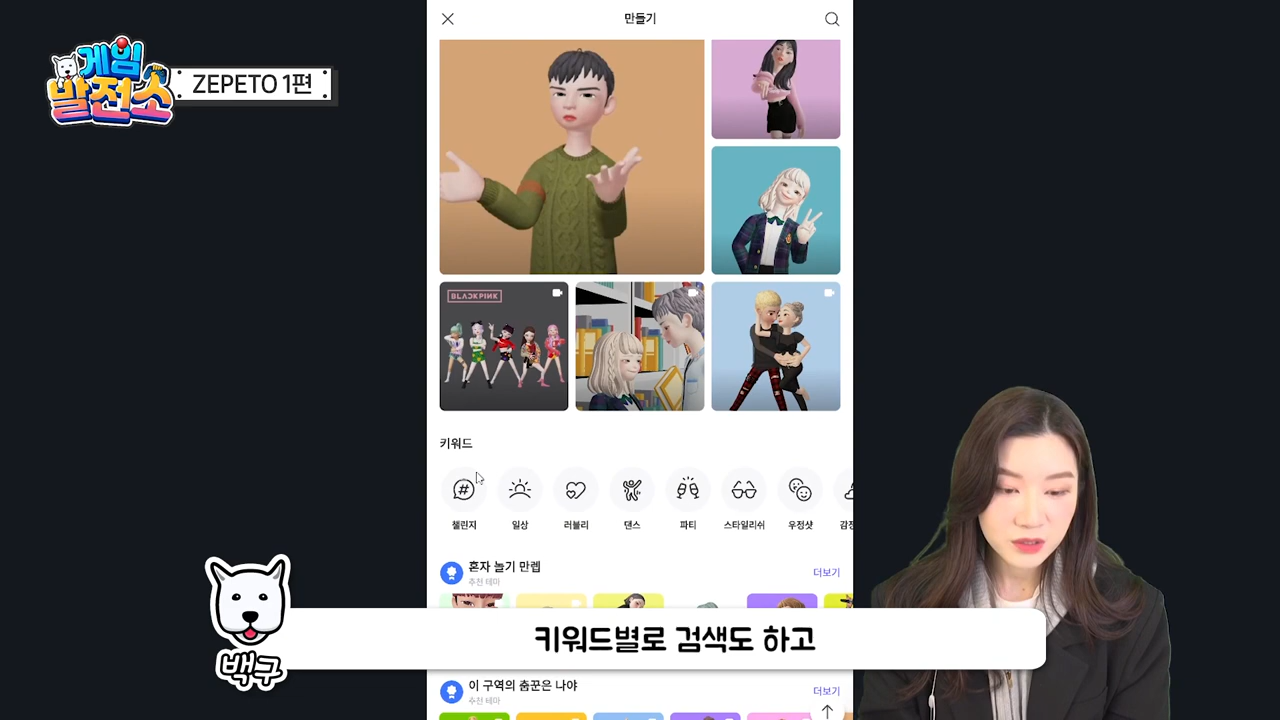 만들기
게임
발전소
ZEPETO 1편
BLACKPINK
키워드
챌린지
일상
러블리
댄스
파티
스타일리쉬
우정샷
감정
혼자 놀기 만렙
추천 테마
더보기
키워드별로 검색도 하고
백구
이 구역의 춤꾼은 나야
추천 테마
더보기